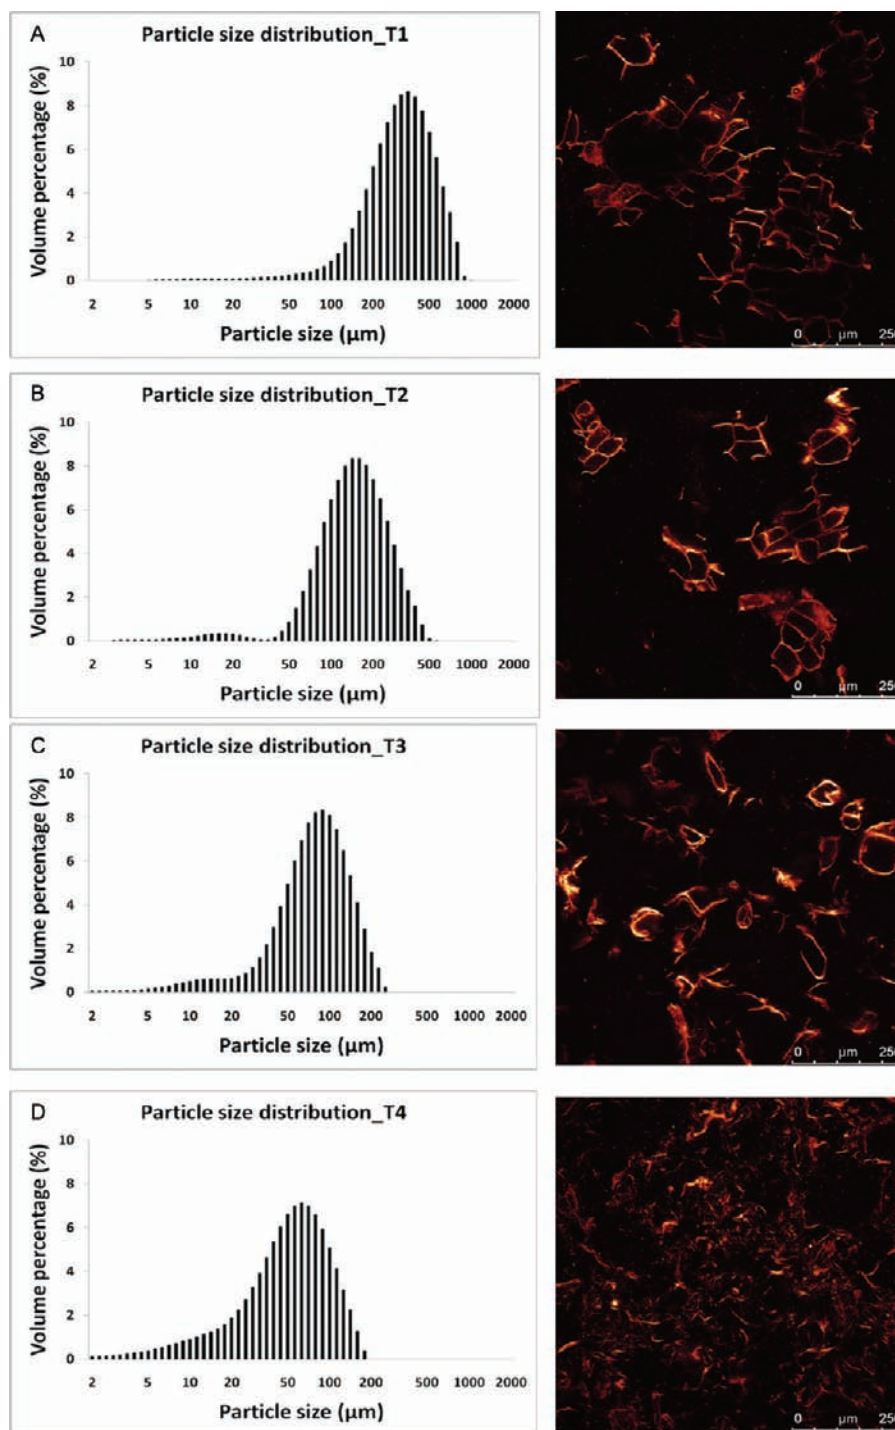 A
Particle size distribution_T1
Volume percentage (%)
10
8
6
4
2
0
2 5 10 20 50 100 200 500 1000 2000
Particle size (µm)
0 µm 250
B
Particle size distribution_T2
Volume percentage (%)
10
8
6
4
2
0
2 5 10 20 50 100 200 500 1000 2000
Particle size (µm)
0 µm 250
C
Particle size distribution_T3
Volume percentage (%)
10
8
6
4
2
0
2 5 10 20 50 100 200 500 1000 2000
Particle size (µm)
0 µm 250
D
Particle size distribution_T4
Volume percentage (%)
10
8
6
4
2
0
2 5 10 20 50 100 200 500 1000 2000
Particle size (µm)
0 µm 250